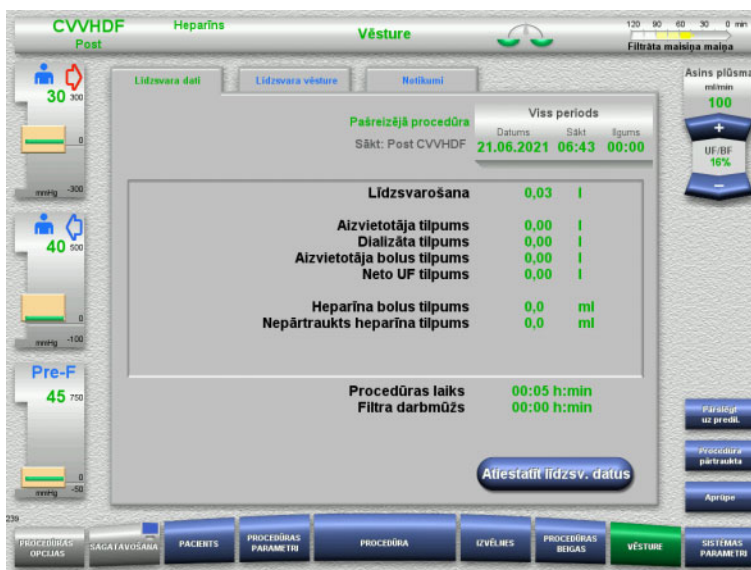 CVVHDF
Post
Heparīns
Vēsture
120 90 60 30 0 min
Filtrāta maisiņa maiņa
30
300
0
mmHg -300
40
500
0
mmHg -100
Pre-F
45
750
0
mmHg -50
239
Līdzsvara dati
Līdzsvara vēsture
Notikumi
Pašreizējā procedūra
Sākt: Post CVVHDF
Viss periods
Datums Sākt Ilgums
21.06.2021 06:43 00:00
Līdzsvarošana 0,03 l
Aizvietotāja tilpums 0,00 l
Dializāta tilpums 0,00 l
Aizvietotāja bolus tilpums 0,00 l
Neto UF tilpums 0,00 l
Heparīna bolus tilpums 0,0 ml
Nepārtraukts heparīna tilpums 0,0 ml
Procedūras laiks 00:05 h:min
Filtra darbmūžs 00:00 h:min
Atiestatīt līdzsv. datus
Asins plūsma
ml/min
100
+
UF/BF
16%
−
Pārslēgt
uz predil.
Procedūra
pārtraukta
Aprūpe
PROCEDŪRAS
OPCIJAS
SAGATAVOŠANA
PACIENTS
PROCEDŪRAS
PARAMETRI
PROCEDŪRA
IZVĒLNES
PROCEDŪRAS
BEIGAS
VĒSTURE
SISTĒMAS
PARAMETRI